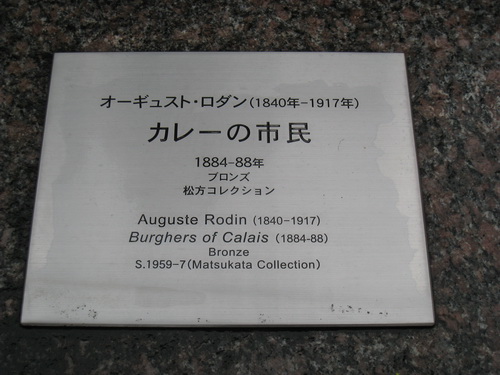 オーギュスト・ロダン(1840年-1917年)
カレーの市民
1884-88年
ブロンズ
松方コレクション
Auguste Rodin (1840-1917)
Burghers of Calais (1884-88)
Bronze
S.1959-7(Matsukata Collection)